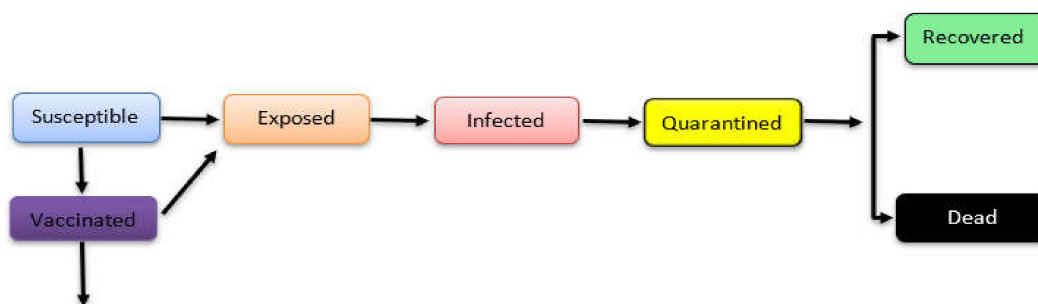 Recovered
Susceptible
Exposed
Infected
Quarantined
Vaccinated
Dead